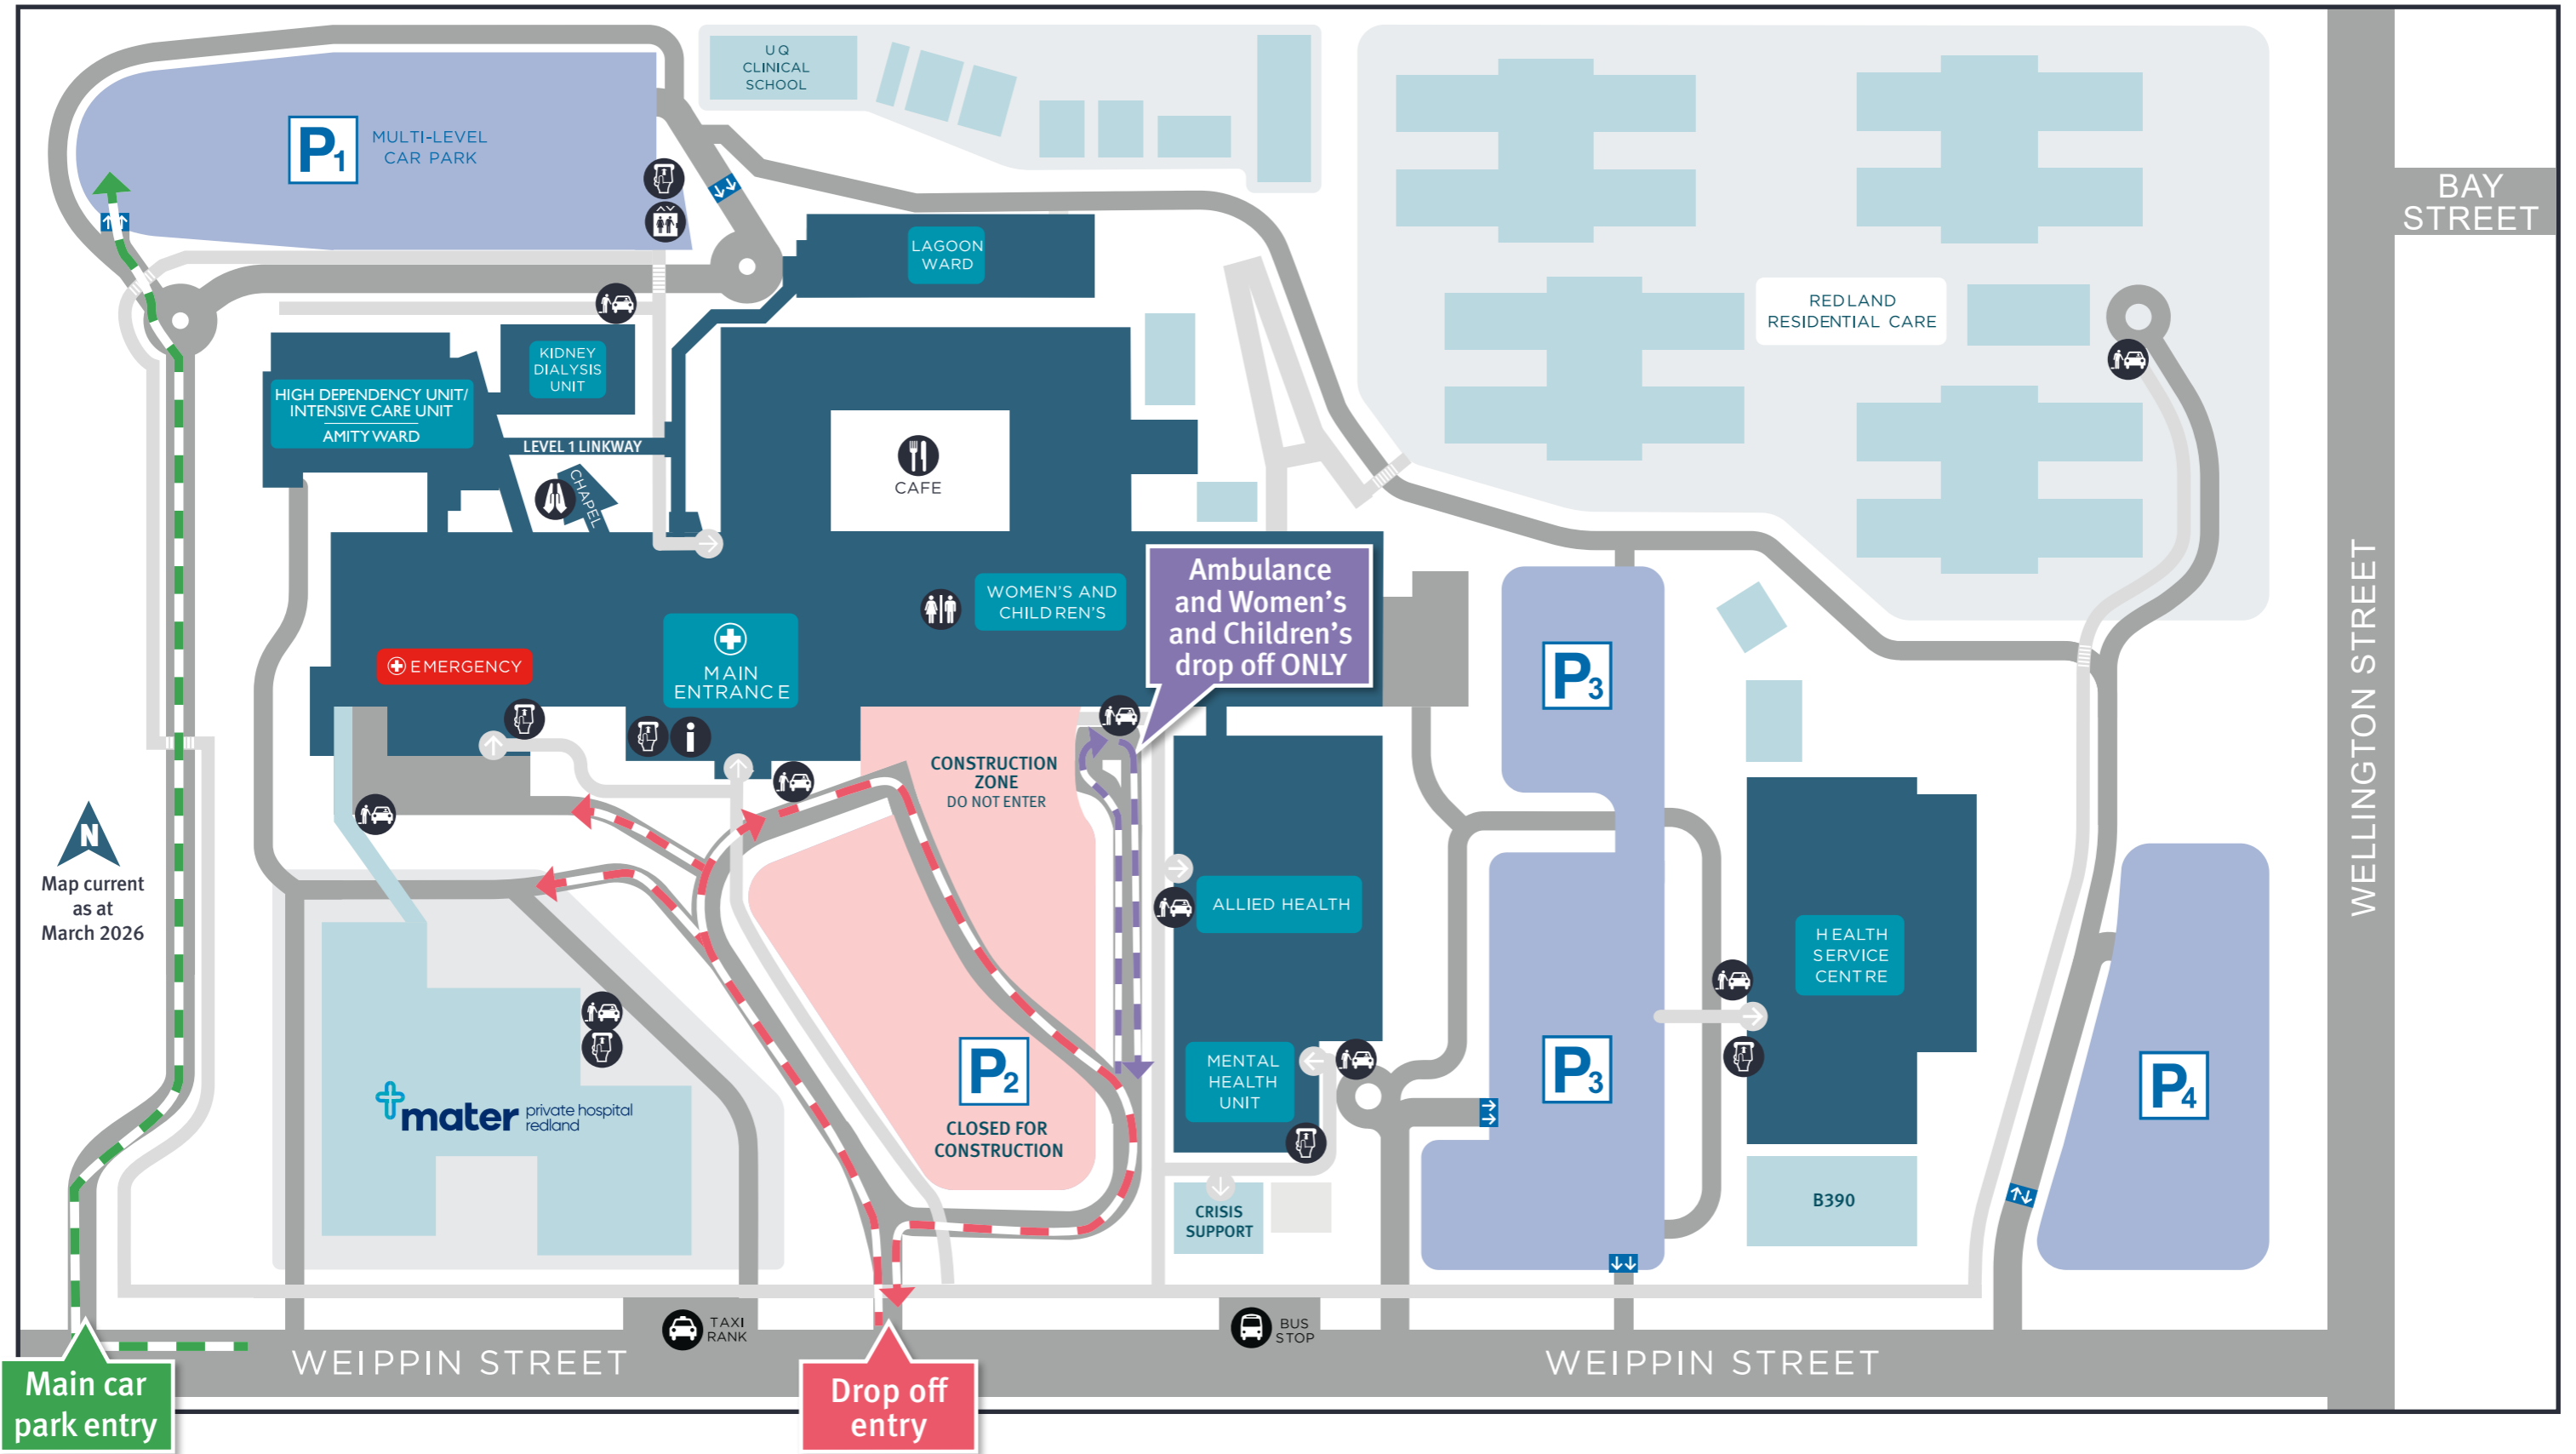 UQ
CLINICAL
SCHOOL
P1
MULTI-LEVEL
CAR PARK
BAY
STREET
LAGOON
WARD
REDLAND
RESIDENTIAL CARE
KIDNEY
DIALYSIS
UNIT
HIGH DEPENDENCY UNIT/
INTENSIVE CARE UNIT
AMITY WARD
LEVEL 1 LINKWAY
CHAPEL
CAFE
WOMEN'S AND
CHILDREN'S
Ambulance
and Women's
and Children's
drop off ONLY
EMERGENCY
MAIN
ENTRANCE
i
P3
WELLINGTON STREET
CONSTRUCTION
ZONE
DO NOT ENTER
N
Map current
as at
March 2026
ALLIED HEALTH
HEALTH
SERVICE
CENTRE
P2
CLOSED FOR
CONSTRUCTION
MENTAL
HEALTH
UNIT
P3
P4
mater private hospital
redland
CRISIS
SUPPORT
B390
TAXI
RANK
BUS
STOP
WEIPPIN STREET
WEIPPIN STREET
Main car
park entry
Drop off
entry